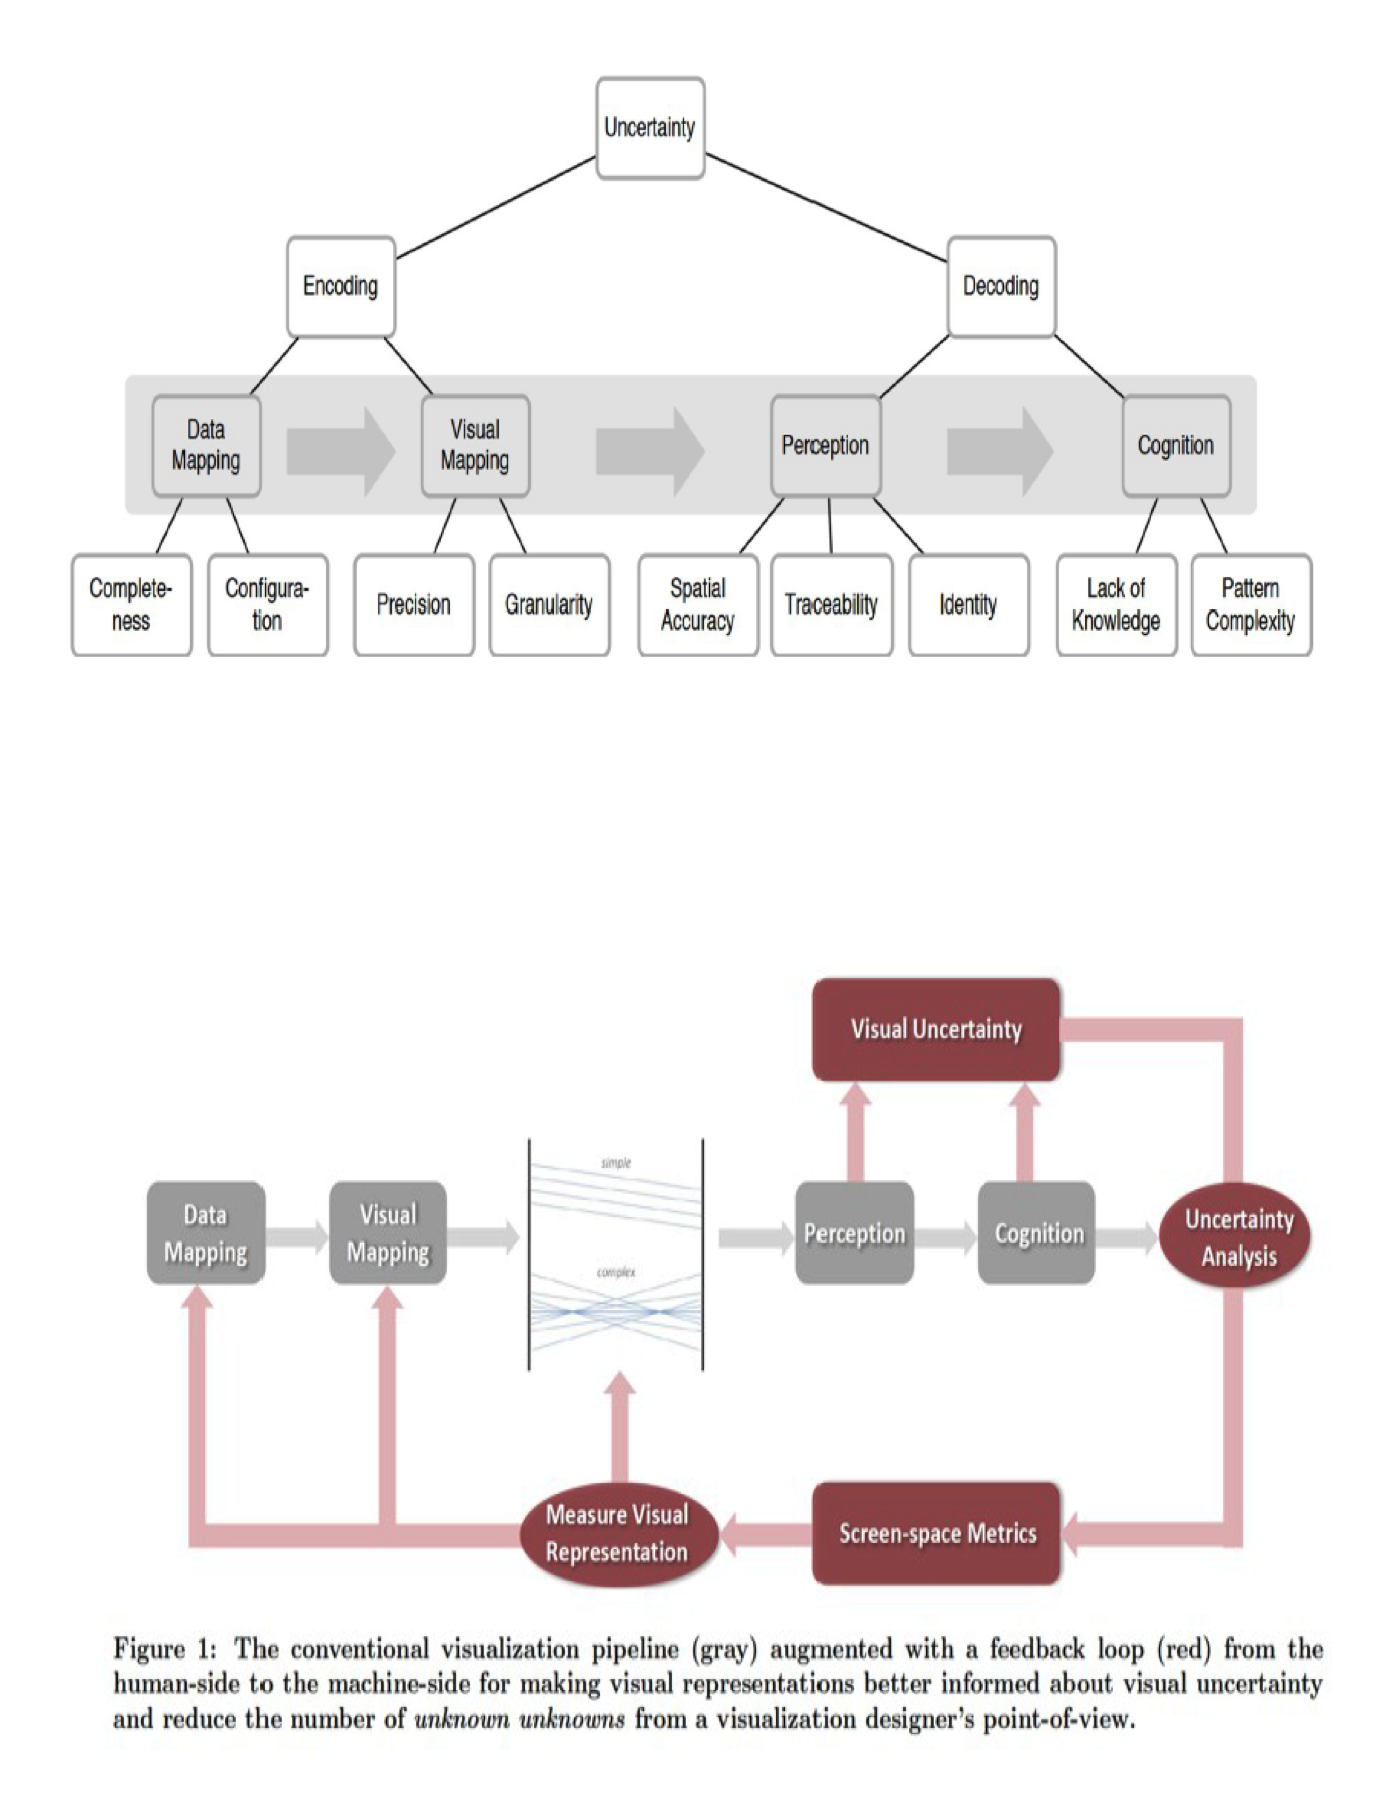 Uncertainty
Encoding
Decoding
Data
Mapping
Visual
Mapping
Perception
Cognition
Complete-
ness
Configura-
tion
Precision
Granularity
Spatial
Accuracy
Traceability
Identity
Lack of
Knowledge
Pattern
Complexity
Visual Uncertainty
simple
Data
Mapping
Visual
Mapping
Perception
Cognition
Uncertainty
Analysis
complex
Measure Visual
Representation
Screen-space Metrics
Figure 1: The conventional visualization pipeline (gray) augmented with a feedback loop (red) from the
human-side to the machine-side for making visual representations better informed about visual uncertainty
and reduce the number of unknown unknowns from a visualization designer's point-of-view.